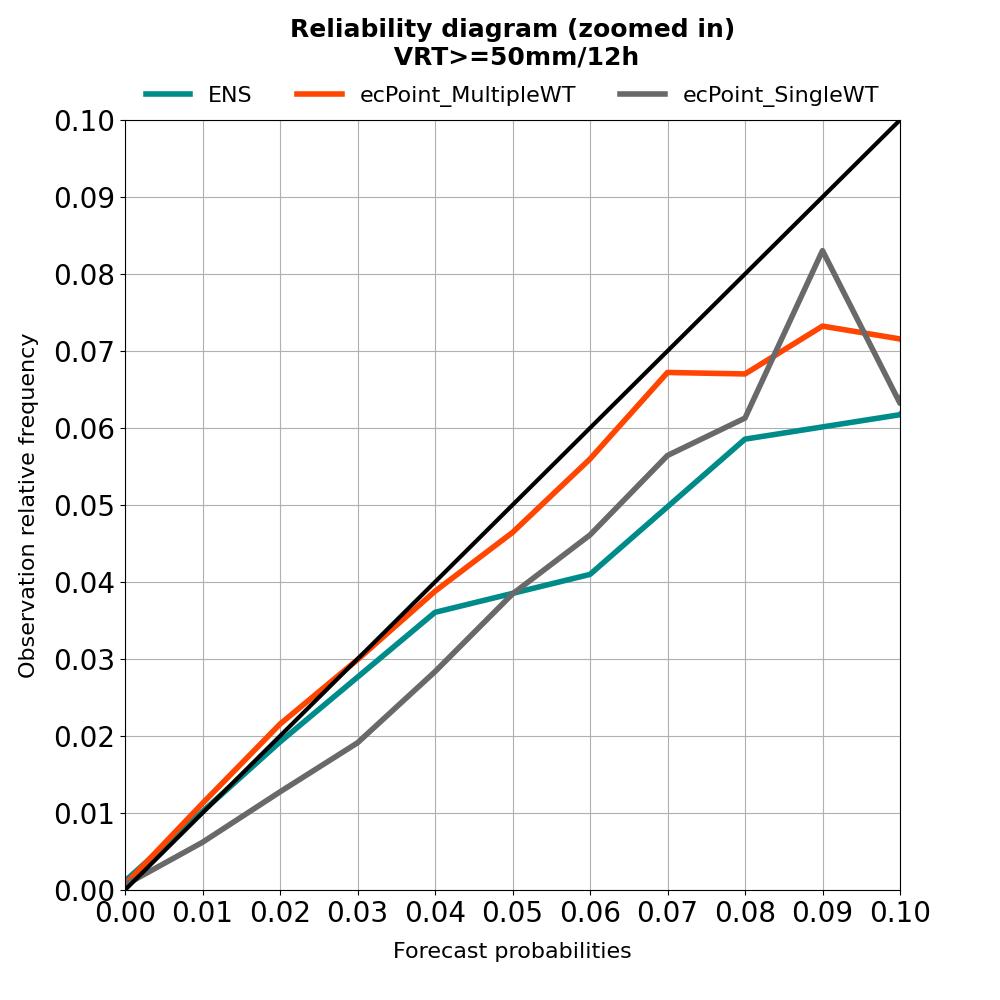 Reliability diagram (zoomed in)
VRT>=50mm/12h
ENS ecPoint_MultipleWT ecPoint_SingleWT
0.10
0.09
0.08
0.07
0.06
0.05
0.04
0.03
0.02
0.01
0.00
Observation relative frequency
0.00 0.01 0.02 0.03 0.04 0.05 0.06 0.07 0.08 0.09 0.10
Forecast probabilities